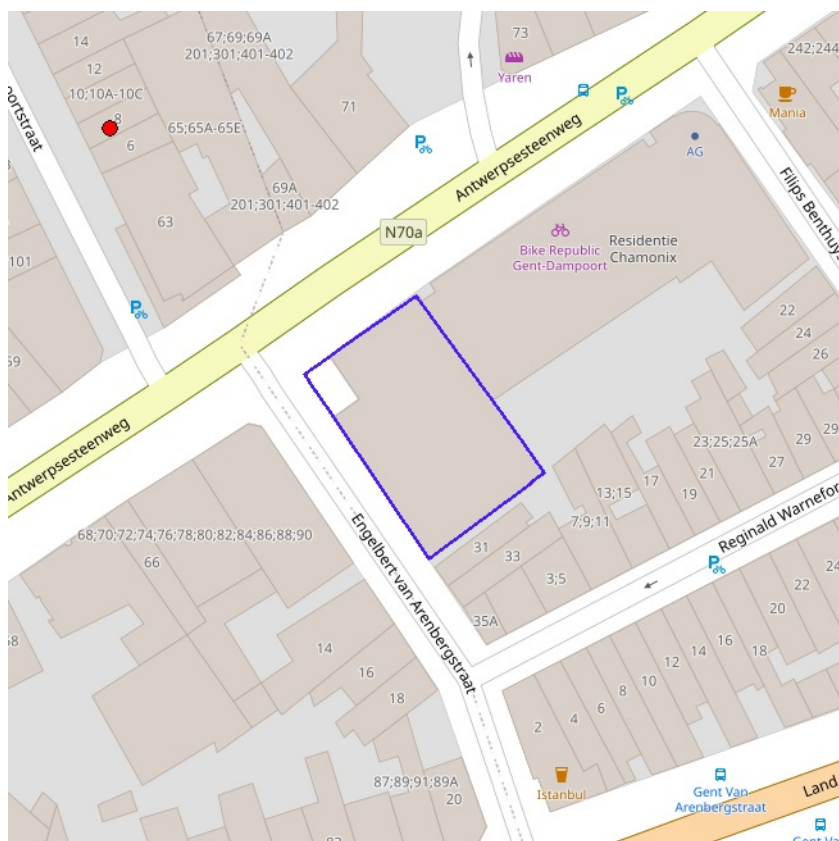 14
67;69;69A
201;301;401-402
73
242;244
12
Yaren
10;10A-10C
8
6
65;65A-65E
71
Mania
Antwerpsesteenweg
AG
69A
201;301;401-402
63
N70a
Bike Republic
Gent-Dampoort
Residentie
Chamonix
101
22
24
26
59
Antwerpsesteenweg
23;25;25A
29
29
27
21
19
17
13;15
7;9;11
68;70;72;74;76;78;80;82;84;86;88;90
66
Engelbert van Arenbergstraat
31
33
3;5
35A
Reginald Warnefor
24
22
20
18
16
14
12
10
8
6
4
2
14
16
18
58
87;89;91;89A
20
Istanbul
Gent Van
Arenbergstraat
Land